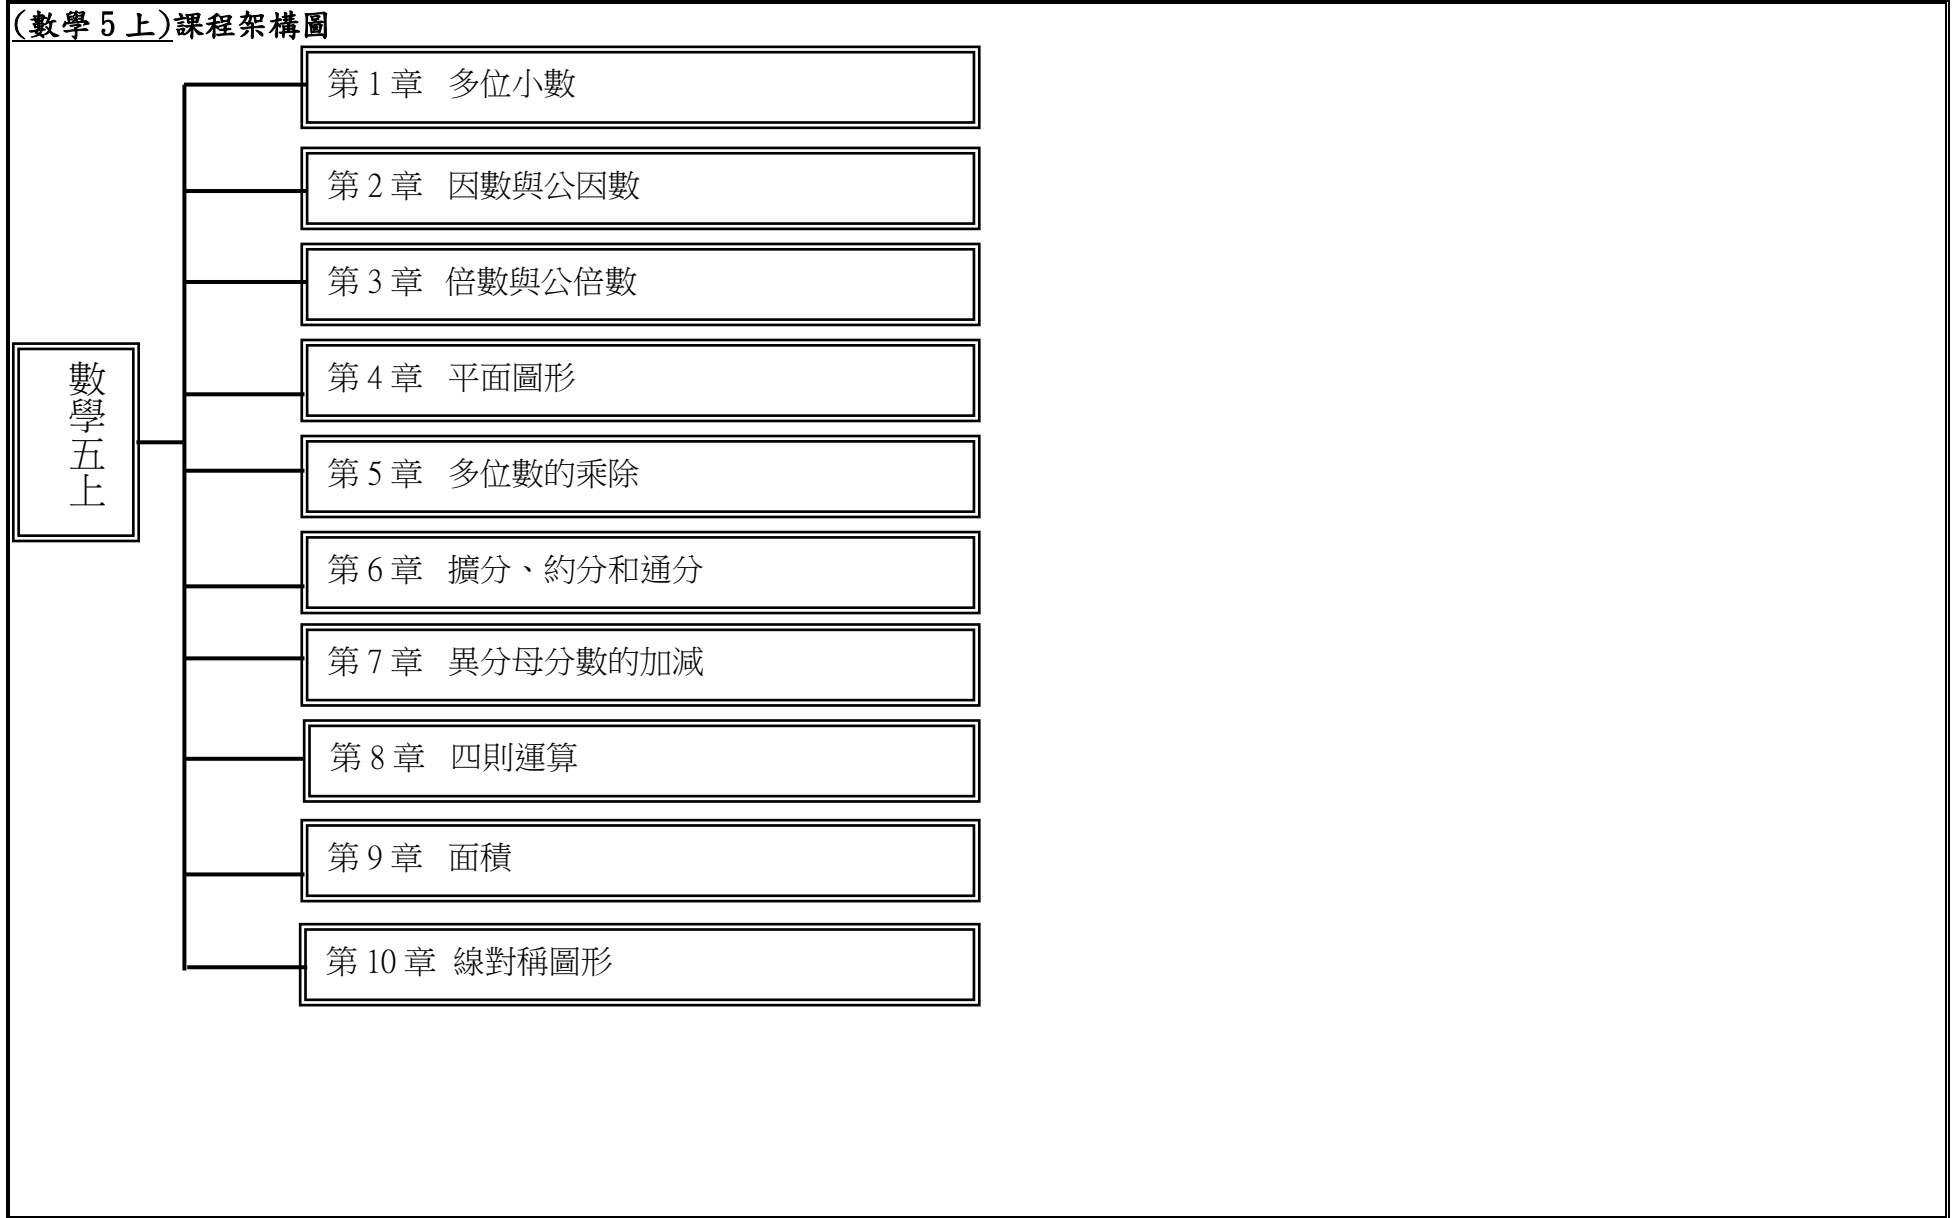 (數學5上)課程架構圖
第1章 多位小數
第2章 因數與公因數
第3章 倍數與公倍數
第4章 平面圖形
數學五上
第5章 多位數的乘除
第6章 擴分、約分和通分
第7章 異分母分數的加減
第8章 四則運算
第9章 面積
第10章 線對稱圖形